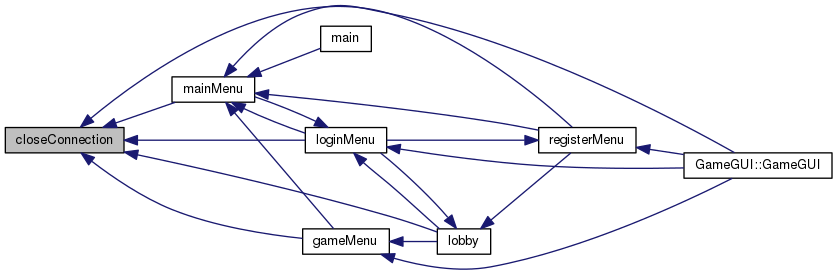 main
mainMenu
closeConnection
loginMenu
registerMenu
GameGUI::GameGUI
gameMenu
lobby